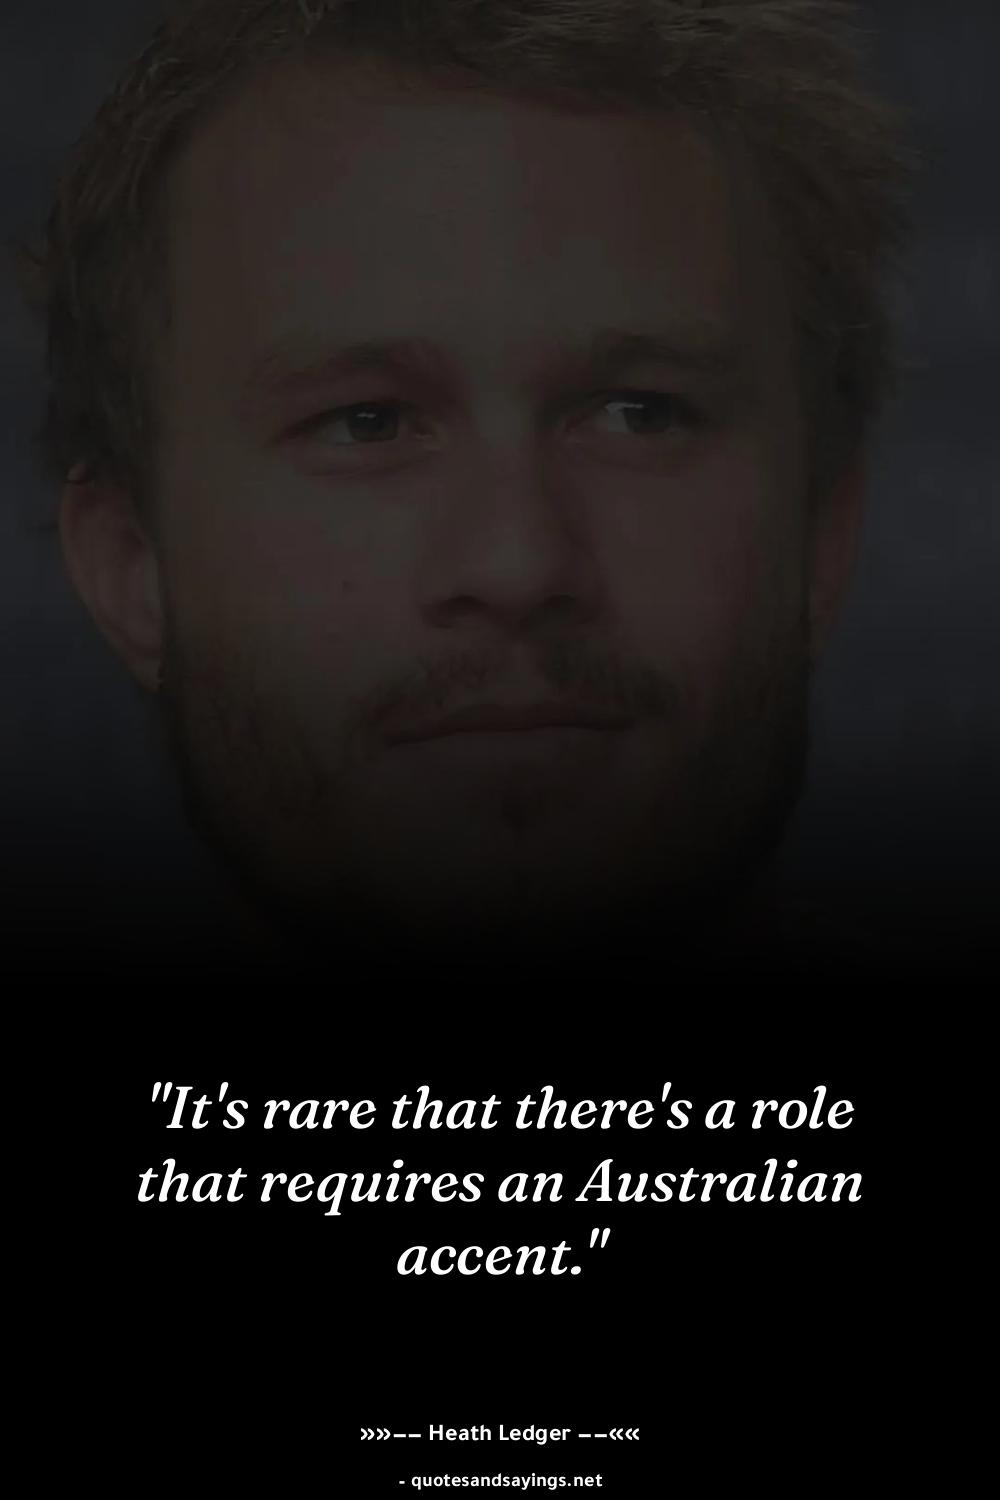 "It's rare that there's a role
that requires an Australian
accent."
»»–– Heath Ledger ––««
- quotesandsayings.net